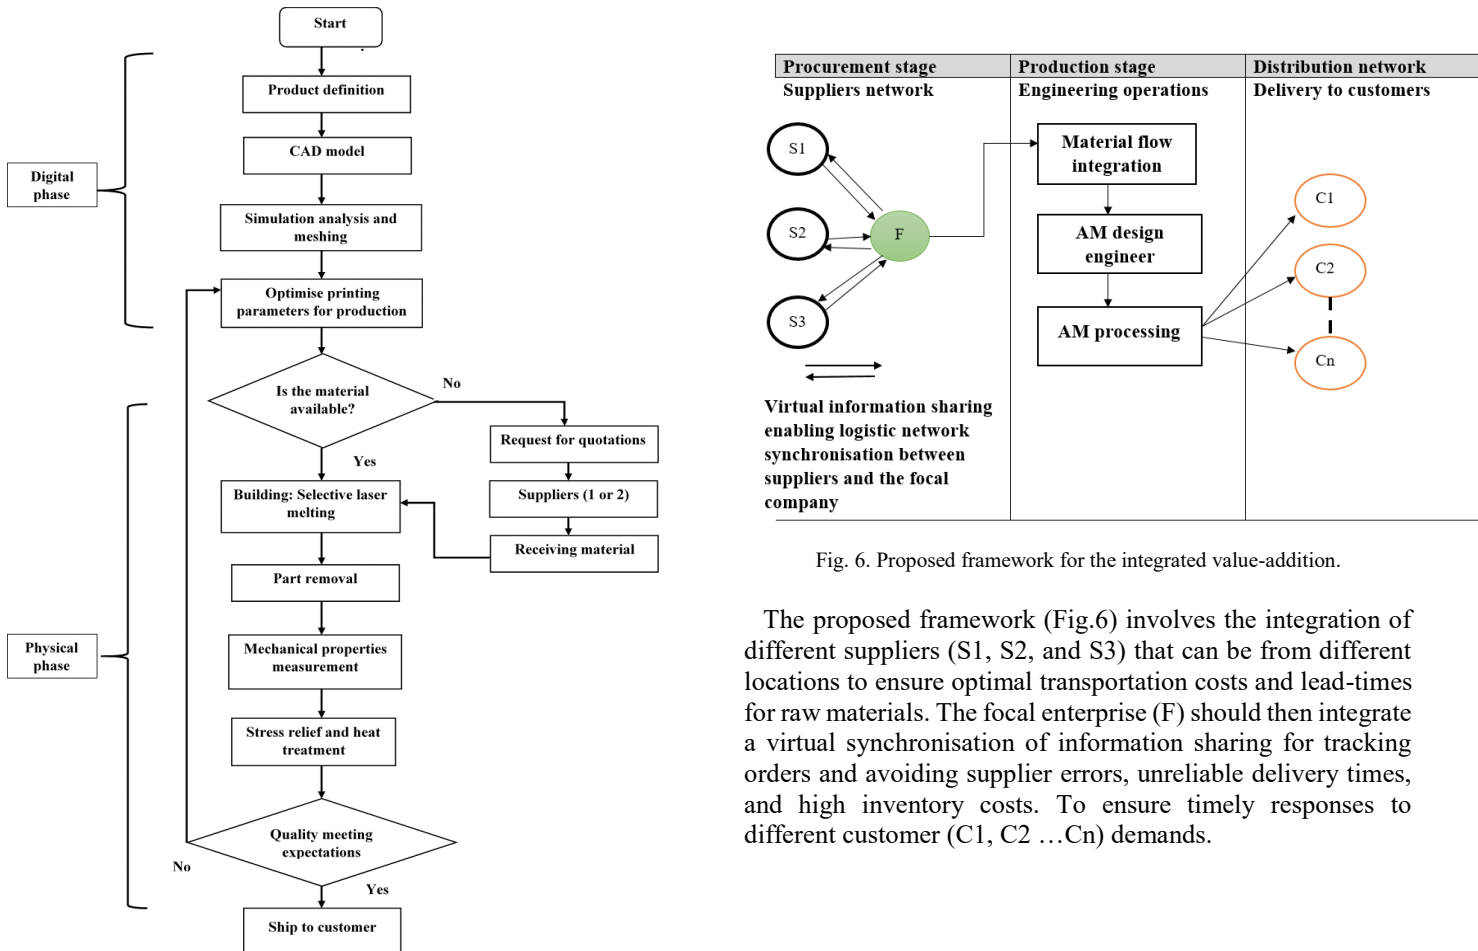 Start
Product definition
CAD model
Digital
phase
Simulation analysis and
meshing
Optimise printing
parameters for production
Is the material
available?
No
Yes
Request for quotations
Suppliers (1 or 2)
Receiving material
Building: Selective laser
melting
Part removal
Physical
phase
Mechanical properties
measurement
Stress relief and heat
treatment
Quality meeting
expectations
No
Yes
Ship to customer
Procurement stage
Production stage
Distribution network
Suppliers network
Engineering operations
Delivery to customers
S1
S2
S3
F
Material flow
integration
AM design
engineer
AM processing
C1
C2
Cn
Virtual information sharing
enabling logistic network
synchronisation between
suppliers and the focal
company
Fig. 6. Proposed framework for the integrated value-addition.
The proposed framework (Fig.6) involves the integration of
different suppliers (S1, S2, and S3) that can be from different
locations to ensure optimal transportation costs and lead-times
for raw materials. The focal enterprise (F) should then integrate
a virtual synchronisation of information sharing for tracking
orders and avoiding supplier errors, unreliable delivery times,
and high inventory costs. To ensure timely responses to
different customer (C1, C2 …Cn) demands.